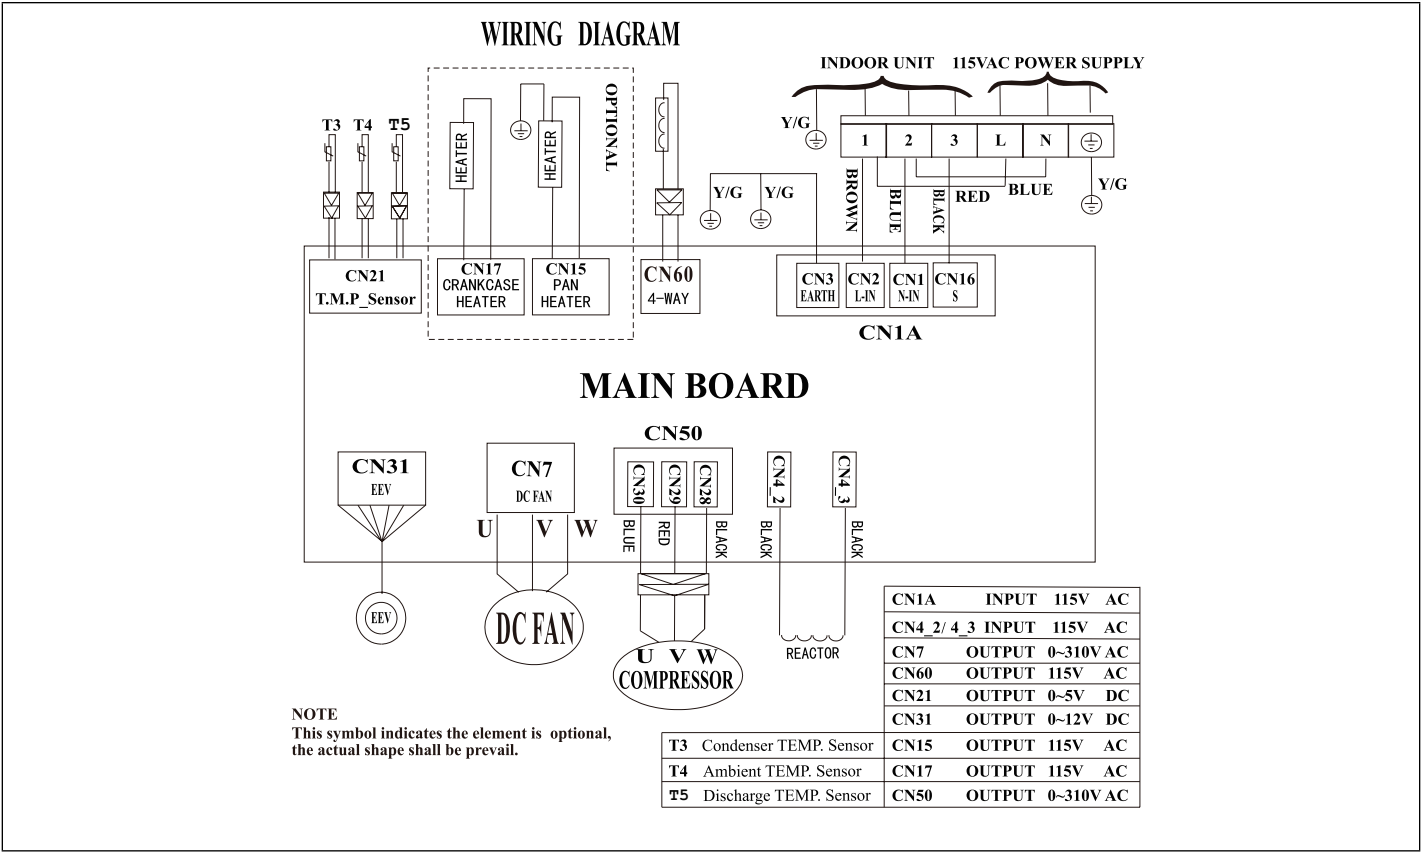 WIRING DIAGRAM
INDOOR UNIT 115VAC POWER SUPPLY
T3 T4 T5
HEATER
HEATER
OPTIONAL
Y/G
1 2 3 L N
Y/G Y/G
BROWN
BLUE
BLACK
RED
BLUE
Y/G
CN21
T.M.P_Sensor
CN17
CRANKCASE
HEATER
CN15
PAN
HEATER
CN60
4-WAY
CN3
EARTH
CN2
L-IN
CN1
N-IN
CN16
S
CN1A
MAIN BOARD
CN31
EEV
CN7
DC FAN
U V W
CN50
CN30
CN29
CN28
BLUE
RED
BLACK
CN4_2
CN4_3
BLACK
BLACK
EEV
DC FAN
U V W
COMPRESSOR
REACTOR
CN1A INPUT 115V AC
CN4_2/ 4_3 INPUT 115V AC
CN7 OUTPUT 0~310V AC
CN60 OUTPUT 115V AC
CN21 OUTPUT 0~5V DC
CN31 OUTPUT 0~12V DC
T3 Condenser TEMP. Sensor CN15 OUTPUT 115V AC
T4 Ambient TEMP. Sensor CN17 OUTPUT 115V AC
T5 Discharge TEMP. Sensor CN50 OUTPUT 0~310V AC
NOTE
This symbol indicates the element is optional,
the actual shape shall be prevail.